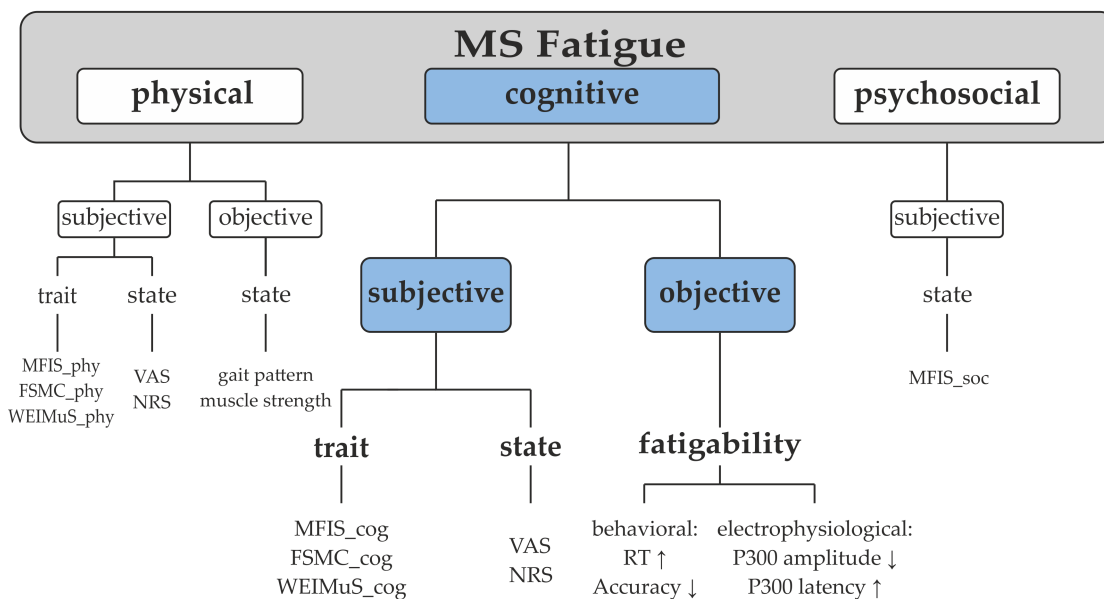 MS Fatigue
physical
cognitive
psychosocial
subjective
objective
subjective
trait
state
state
subjective
objective
state
MFIS_phy
FSMC_phy
WEIMuS_phy
VAS
NRS
gait pattern
muscle strength
MFIS_soc
trait
state
fatigability
MFIS_cog
FSMC_cog
WEIMuS_cog
VAS
NRS
behavioral:
RT ↑
Accuracy ↓
electrophysiological:
P300 amplitude ↓
P300 latency ↑